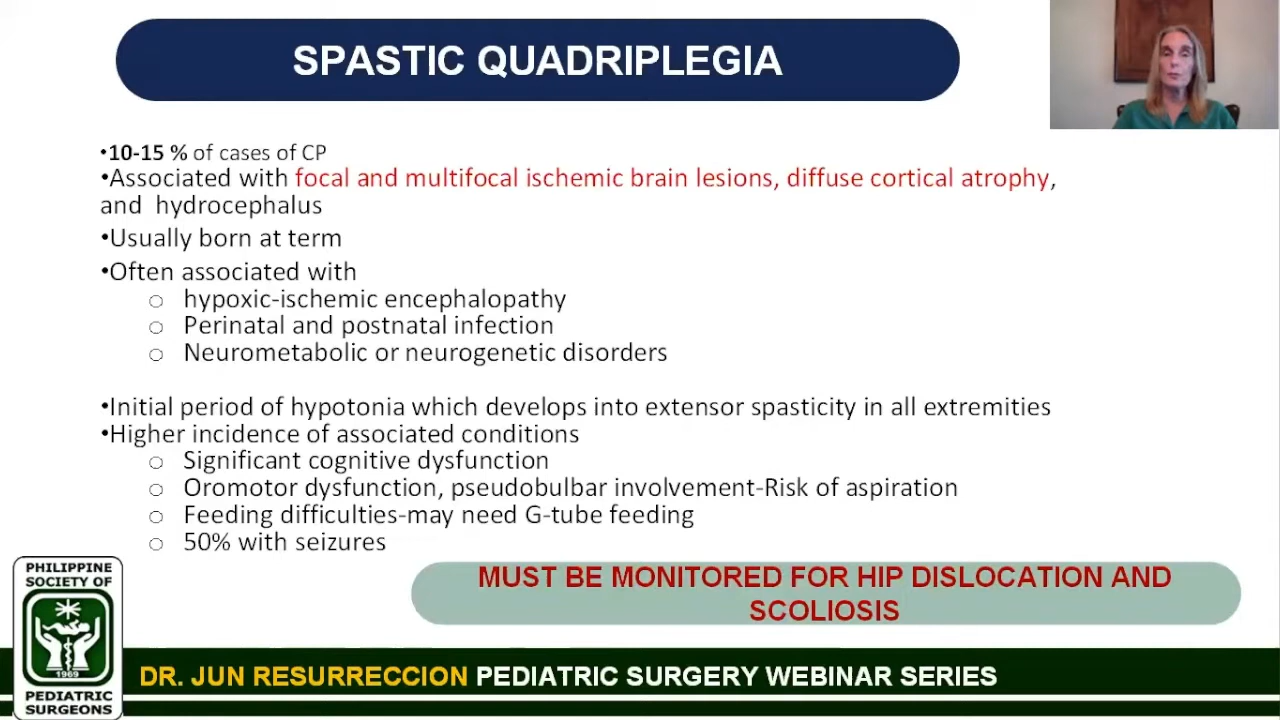 SPASTIC QUADRIPLEGIA
•10-15 % of cases of CP
•Associated with focal and multifocal ischemic brain lesions, diffuse cortical atrophy,
and hydrocephalus
•Usually born at term
•Often associated with
○ hypoxic-ischemic encephalopathy
○ Perinatal and postnatal infection
○ Neurometabolic or neurogenetic disorders
•Initial period of hypotonia which develops into extensor spasticity in all extremities
•Higher incidence of associated conditions
○ Significant cognitive dysfunction
○ Oromotor dysfunction, pseudobulbar involvement-Risk of aspiration
○ Feeding difficulties-may need G-tube feeding
○ 50% with seizures
MUST BE MONITORED FOR HIP DISLOCATION AND
SCOLIOSIS
PHILIPPINE
SOCIETY OF
1969
PEDIATRIC
SURGEONS
DR. JUN RESURRECCION PEDIATRIC SURGERY WEBINAR SERIES